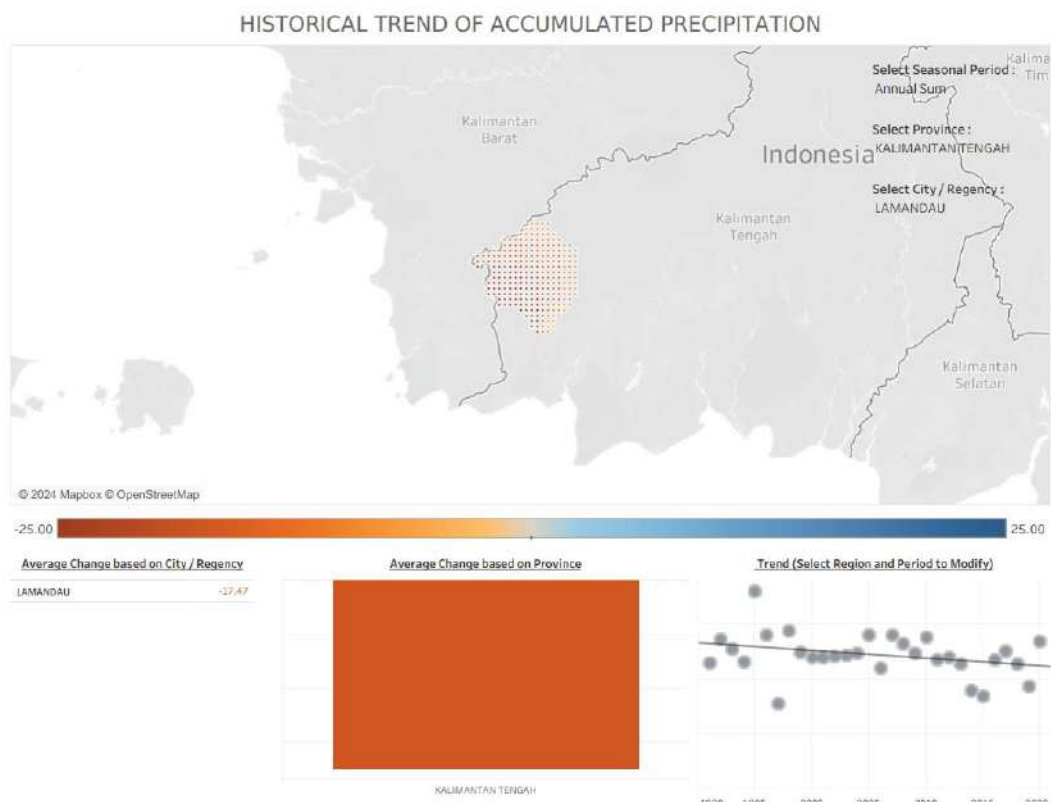 HISTORICAL TREND OF ACCUMULATED PRECIPITATION
Kalimantan
Barat
Select Seasonal Period :
Annual Sum
Kalima
Tim
Select Province :
KALIMANTAN TENGAH
Indonesia
Select City / Regency :
LAMANDAU
Kalimantan
Tengah
Kalimantan
Selatan
© 2024 Mapbox © OpenStreetMap
-25.00
25.00
Average Change based on City / Regency
LAMANDAU
Average Change based on Province
KALIMANTAN TENGAH
Trend (Select Region and Period to Modify)